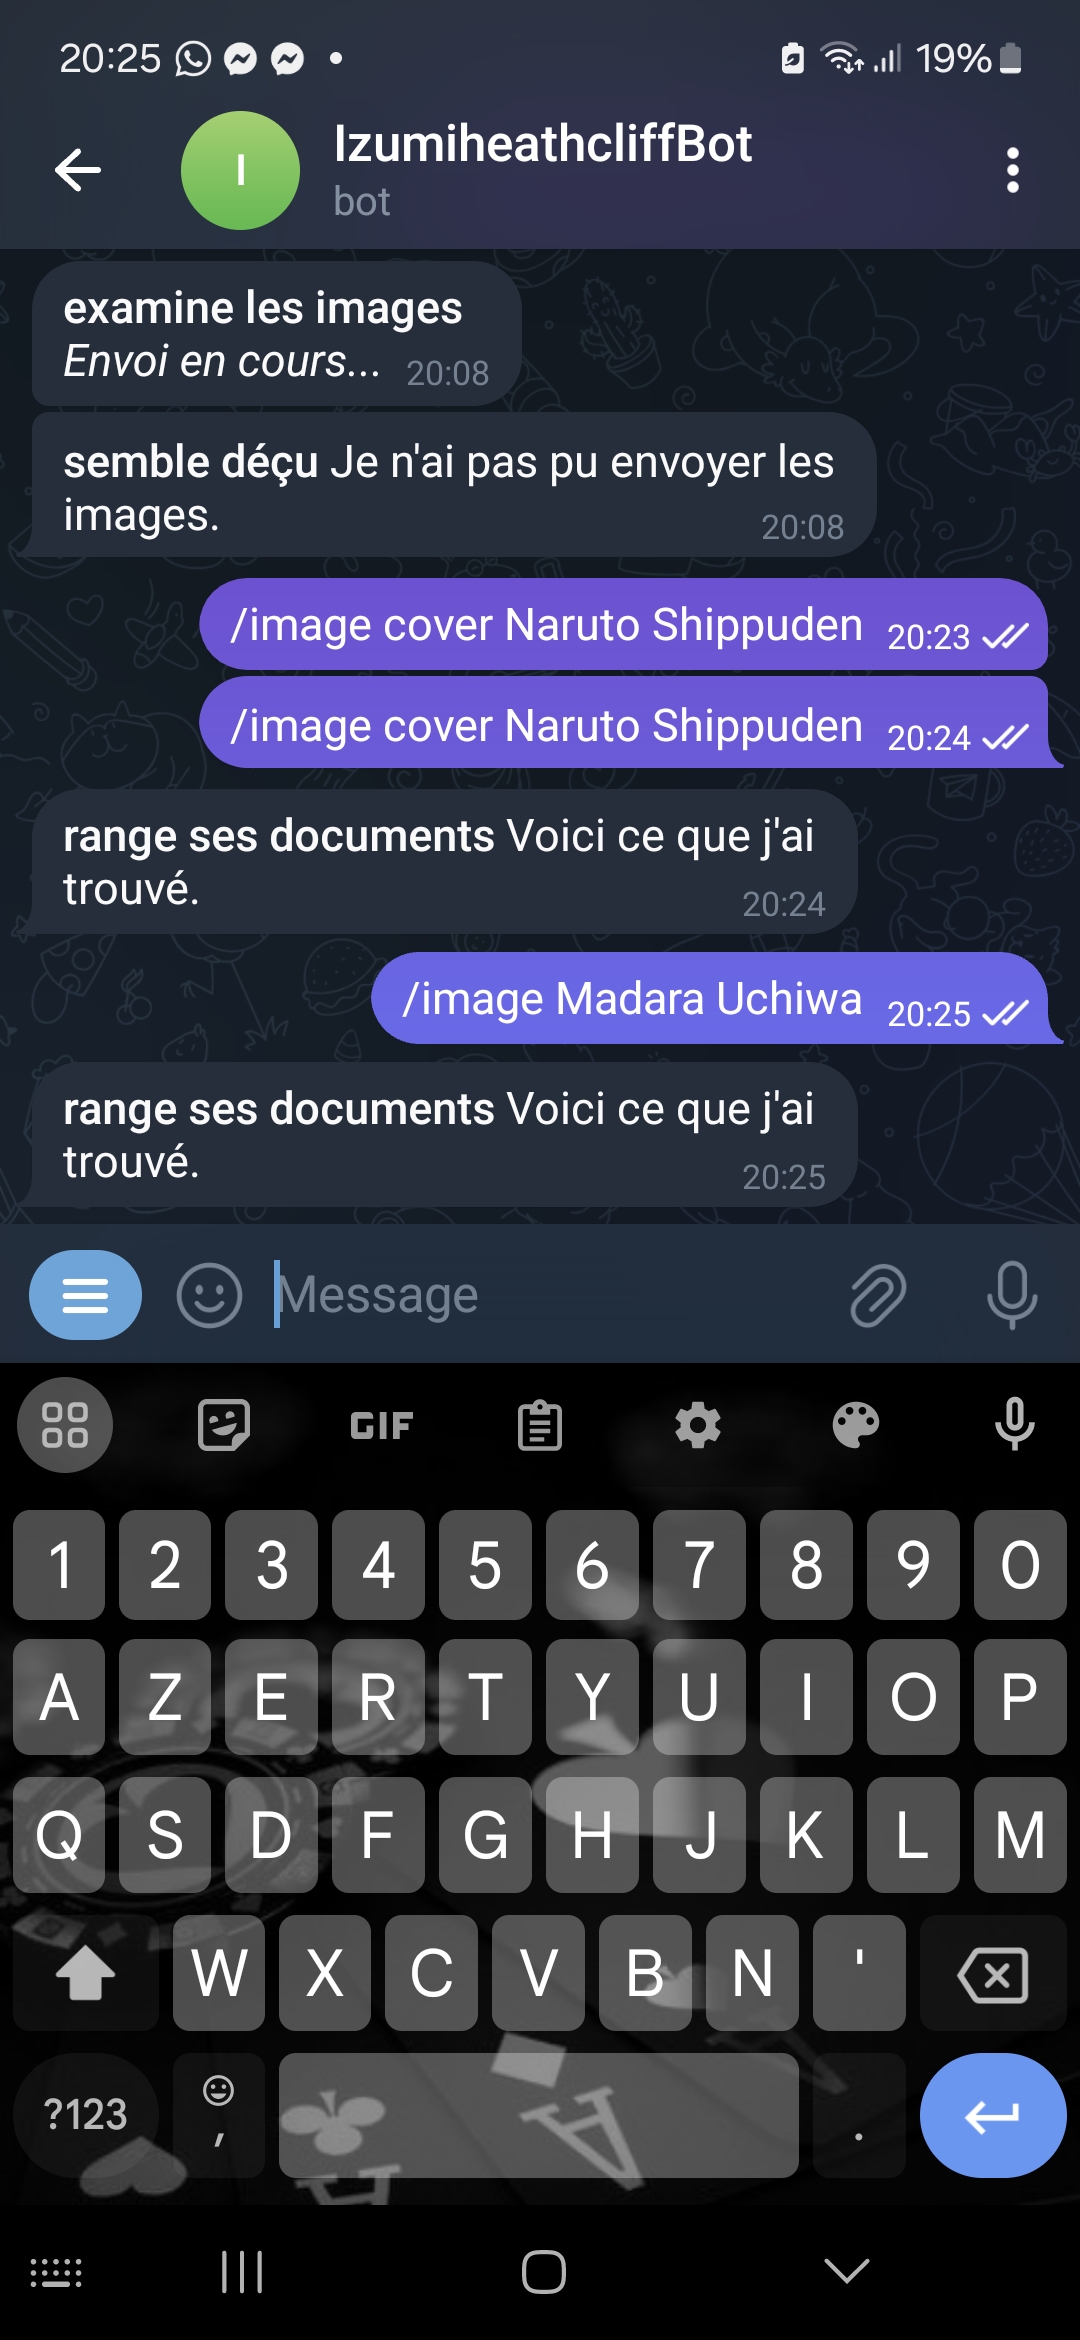 20:25 19%
I
IzumiheathcliffBot
bot
examine les images
Envoi en cours... 20:08
semble déçu Je n'ai pas pu envoyer les
images. 20:08
/image cover Naruto Shippuden 20:23
/image cover Naruto Shippuden 20:24
range ses documents Voici ce que j'ai
trouvé. 20:24
/image Madara Uchiwa 20:25
range ses documents Voici ce que j'ai
trouvé. 20:25
Message
GIF
1 2 3 4 5 6 7 8 9 0
A Z E R T Y U I O P
Q S D F G H J K L M
W X C V B N '
?123 , .